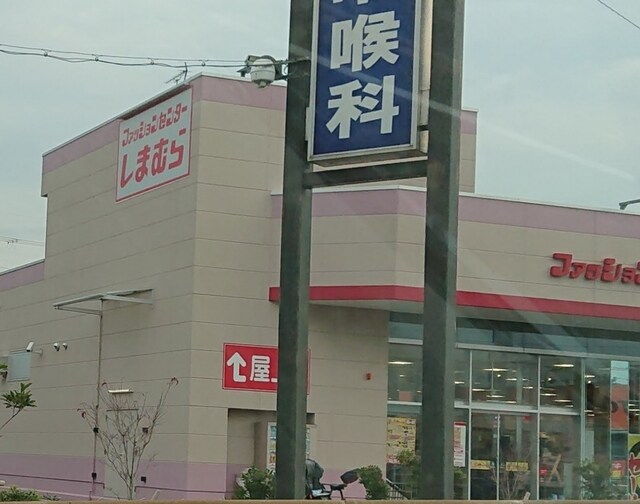 喉
科
ファッションセンター
しまむら
ファッション
↑屋